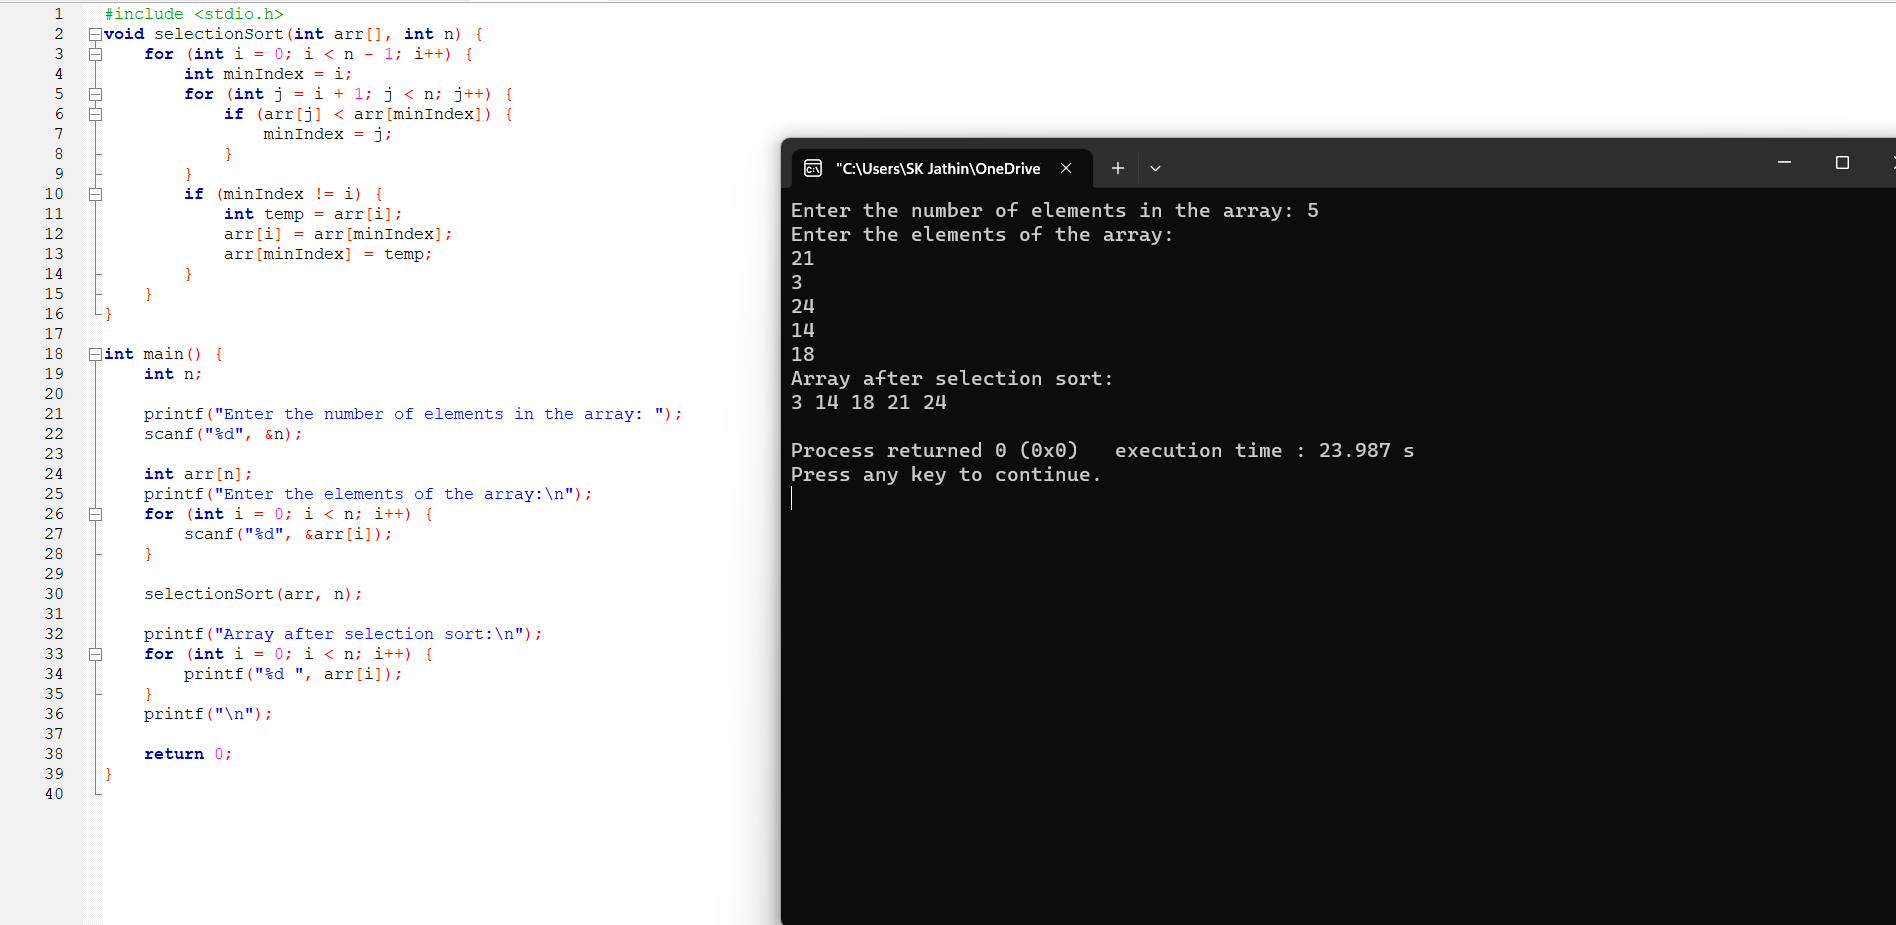 1 #include <stdio.h>
2 void selectionSort(int arr[], int n) {
3     for (int i = 0; i < n - 1; i++) {
4         int minIndex = i;
5         for (int j = i + 1; j < n; j++) {
6             if (arr[j] < arr[minIndex]) {
7                 minIndex = j;
8             }
9         }
10         if (minIndex != i) {
11             int temp = arr[i];
12             arr[i] = arr[minIndex];
13             arr[minIndex] = temp;
14         }
15     }
16 }
17
18 int main() {
19     int n;
20
21     printf("Enter the number of elements in the array: ");
22     scanf("%d", &n);
23
24     int arr[n];
25     printf("Enter the elements of the array:\n");
26     for (int i = 0; i < n; i++) {
27         scanf("%d", &arr[i]);
28     }
29
30     selectionSort(arr, n);
31
32     printf("Array after selection sort:\n");
33     for (int i = 0; i < n; i++) {
34         printf("%d ", arr[i]);
35     }
36     printf("\n");
37
38     return 0;
39 }
40
"C:\Users\SK Jathin\OneDrive
Enter the number of elements in the array: 5
Enter the elements of the array:
21
3
24
14
18
Array after selection sort:
3 14 18 21 24
Process returned 0 (0x0)   execution time : 23.987 s
Press any key to continue.